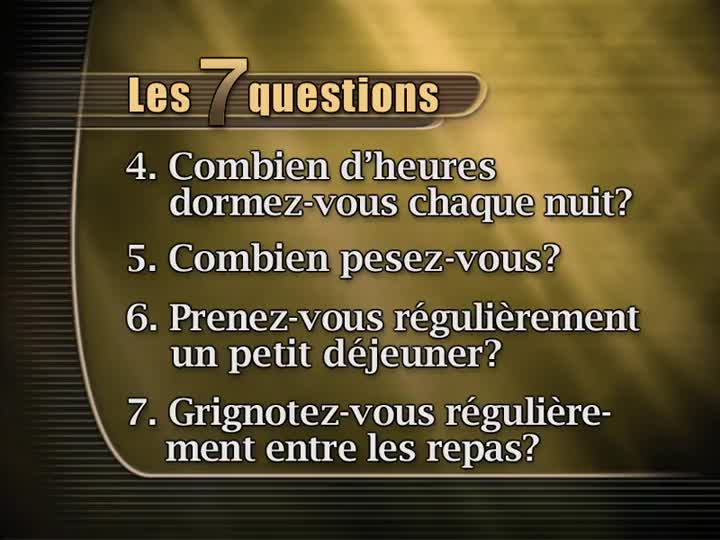 Les 7 questions
4. Combien d'heures
dormez-vous chaque nuit?
5. Combien pesez-vous?
6. Prenez-vous régulièrement
un petit déjeuner?
7. Grignotez-vous régulière-
ment entre les repas?